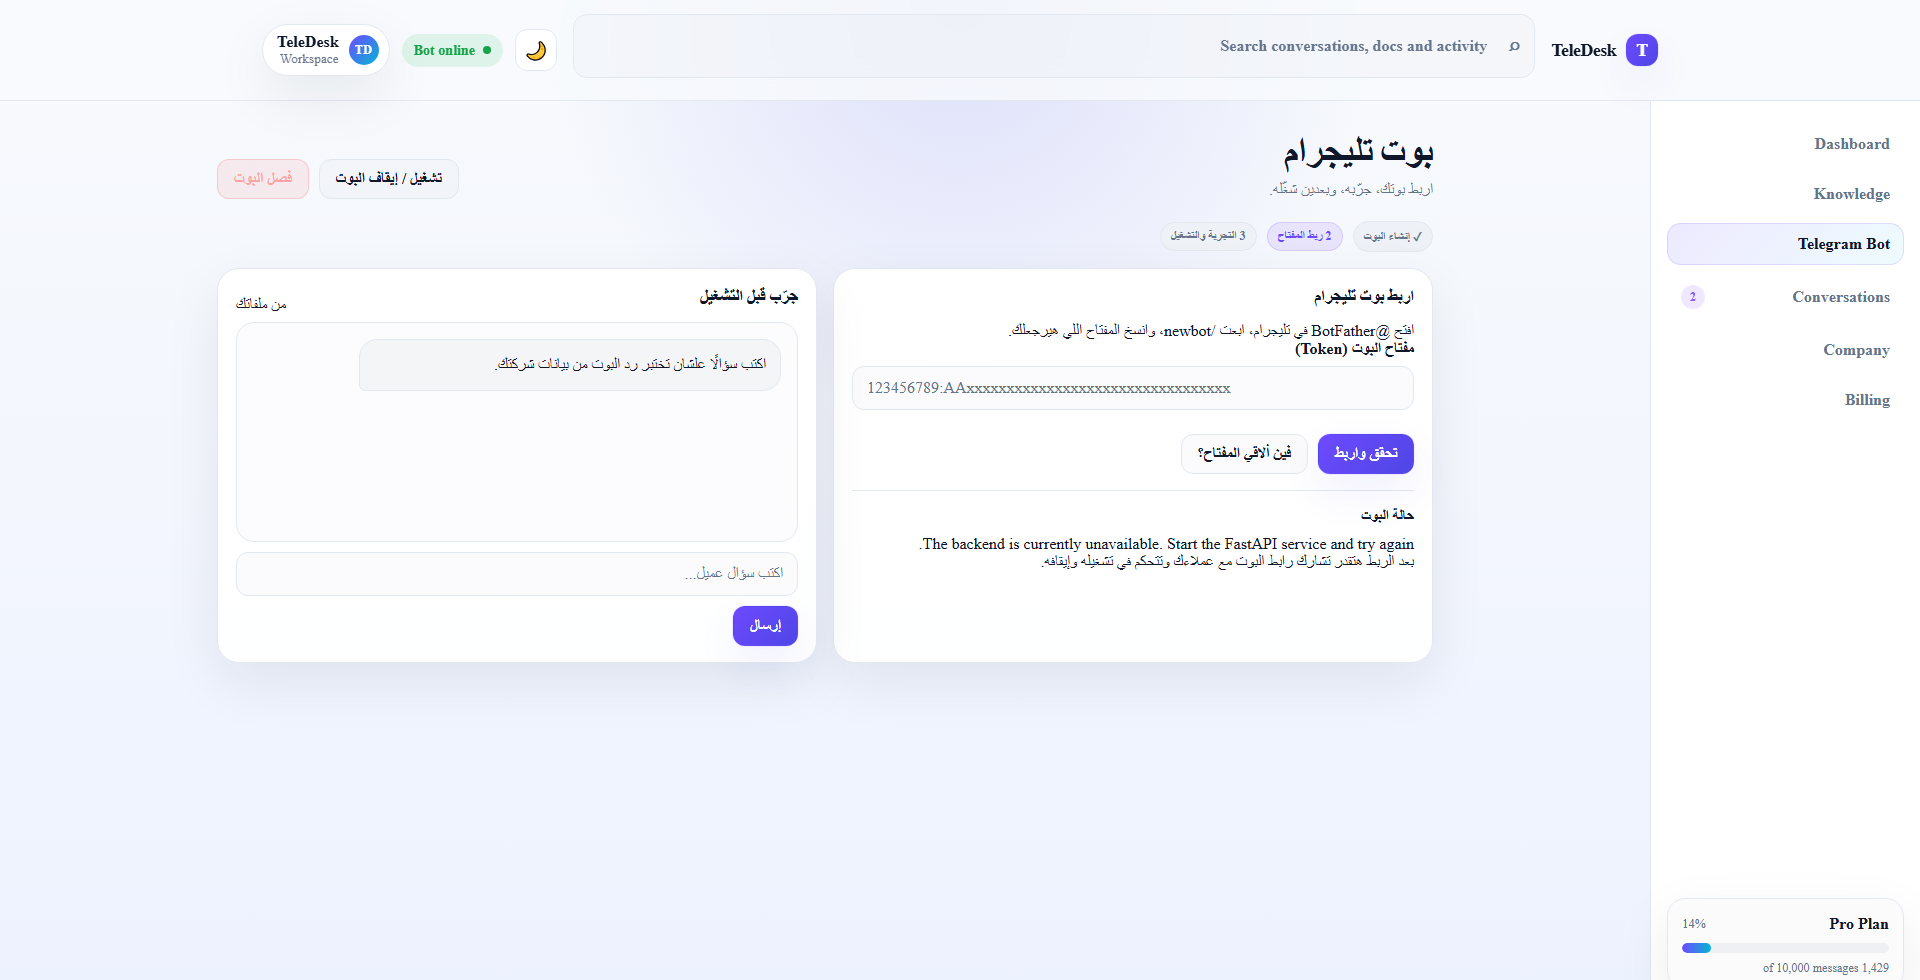 T TeleDesk
Search conversations, docs and activity
Bot online
TD TeleDesk
Workspace
Dashboard
Knowledge
Telegram Bot
Conversations 2
Company
Billing
Pro Plan 14%
of 10,000 messages 1,429
بوت تليجرام
اربط بوتك، جرّبه، وبعدين شغّله.
تشغيل / إيقاف البوت
فصل البوت
✓ إنشاء البوت
2 ربط المفتاح
3 التجربة والتشغيل
اربط بوت تليجرام
افتح @BotFather في تليجرام، ابعت /newbot، وانسخ المفتاح اللي هيرجعلك.
مفتاح البوت (Token)
123456789:AAxxxxxxxxxxxxxxxxxxxxxxxxxxxxxxxxx
تحقق واربط
فين ألاقي المفتاح؟
حالة البوت
The backend is currently unavailable. Start the FastAPI service and try again.
بعد الربط هتقدر تشارك رابط البوت مع عملاءك وتتحكم في تشغيله وإيقافه.
جرّب قبل التشغيل
من ملفاتك
اكتب سؤالًا علشان تختبر رد البوت من بيانات شركتك.
اكتب سؤال عميل...
إرسال